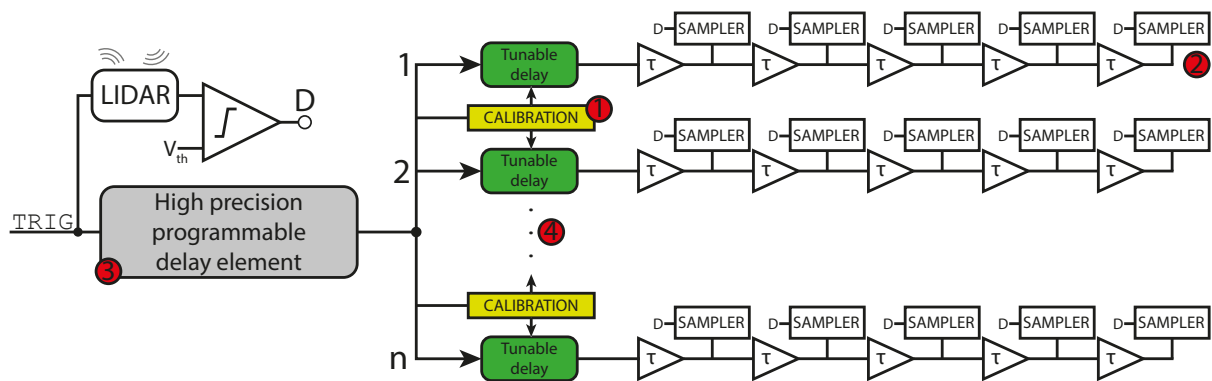 D SAMPLER D SAMPLER D SAMPLER D SAMPLER D SAMPLER
1 Tunable delay τ τ τ τ τ 2
LIDAR D
CALIBRATION 1
Vth
D SAMPLER D SAMPLER D SAMPLER D SAMPLER D SAMPLER
2 Tunable delay τ τ τ τ τ
TRIG
High precision
programmable
delay element
3
4
CALIBRATION
D SAMPLER D SAMPLER D SAMPLER D SAMPLER D SAMPLER
n Tunable delay τ τ τ τ τ